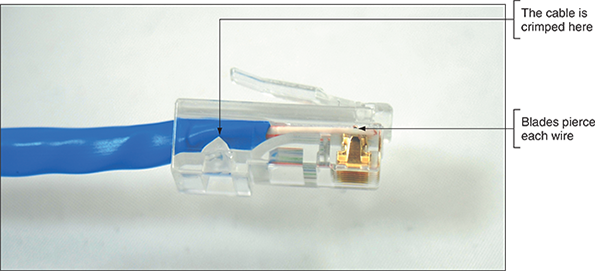 The cable is
crimped here
Blades pierce
each wire